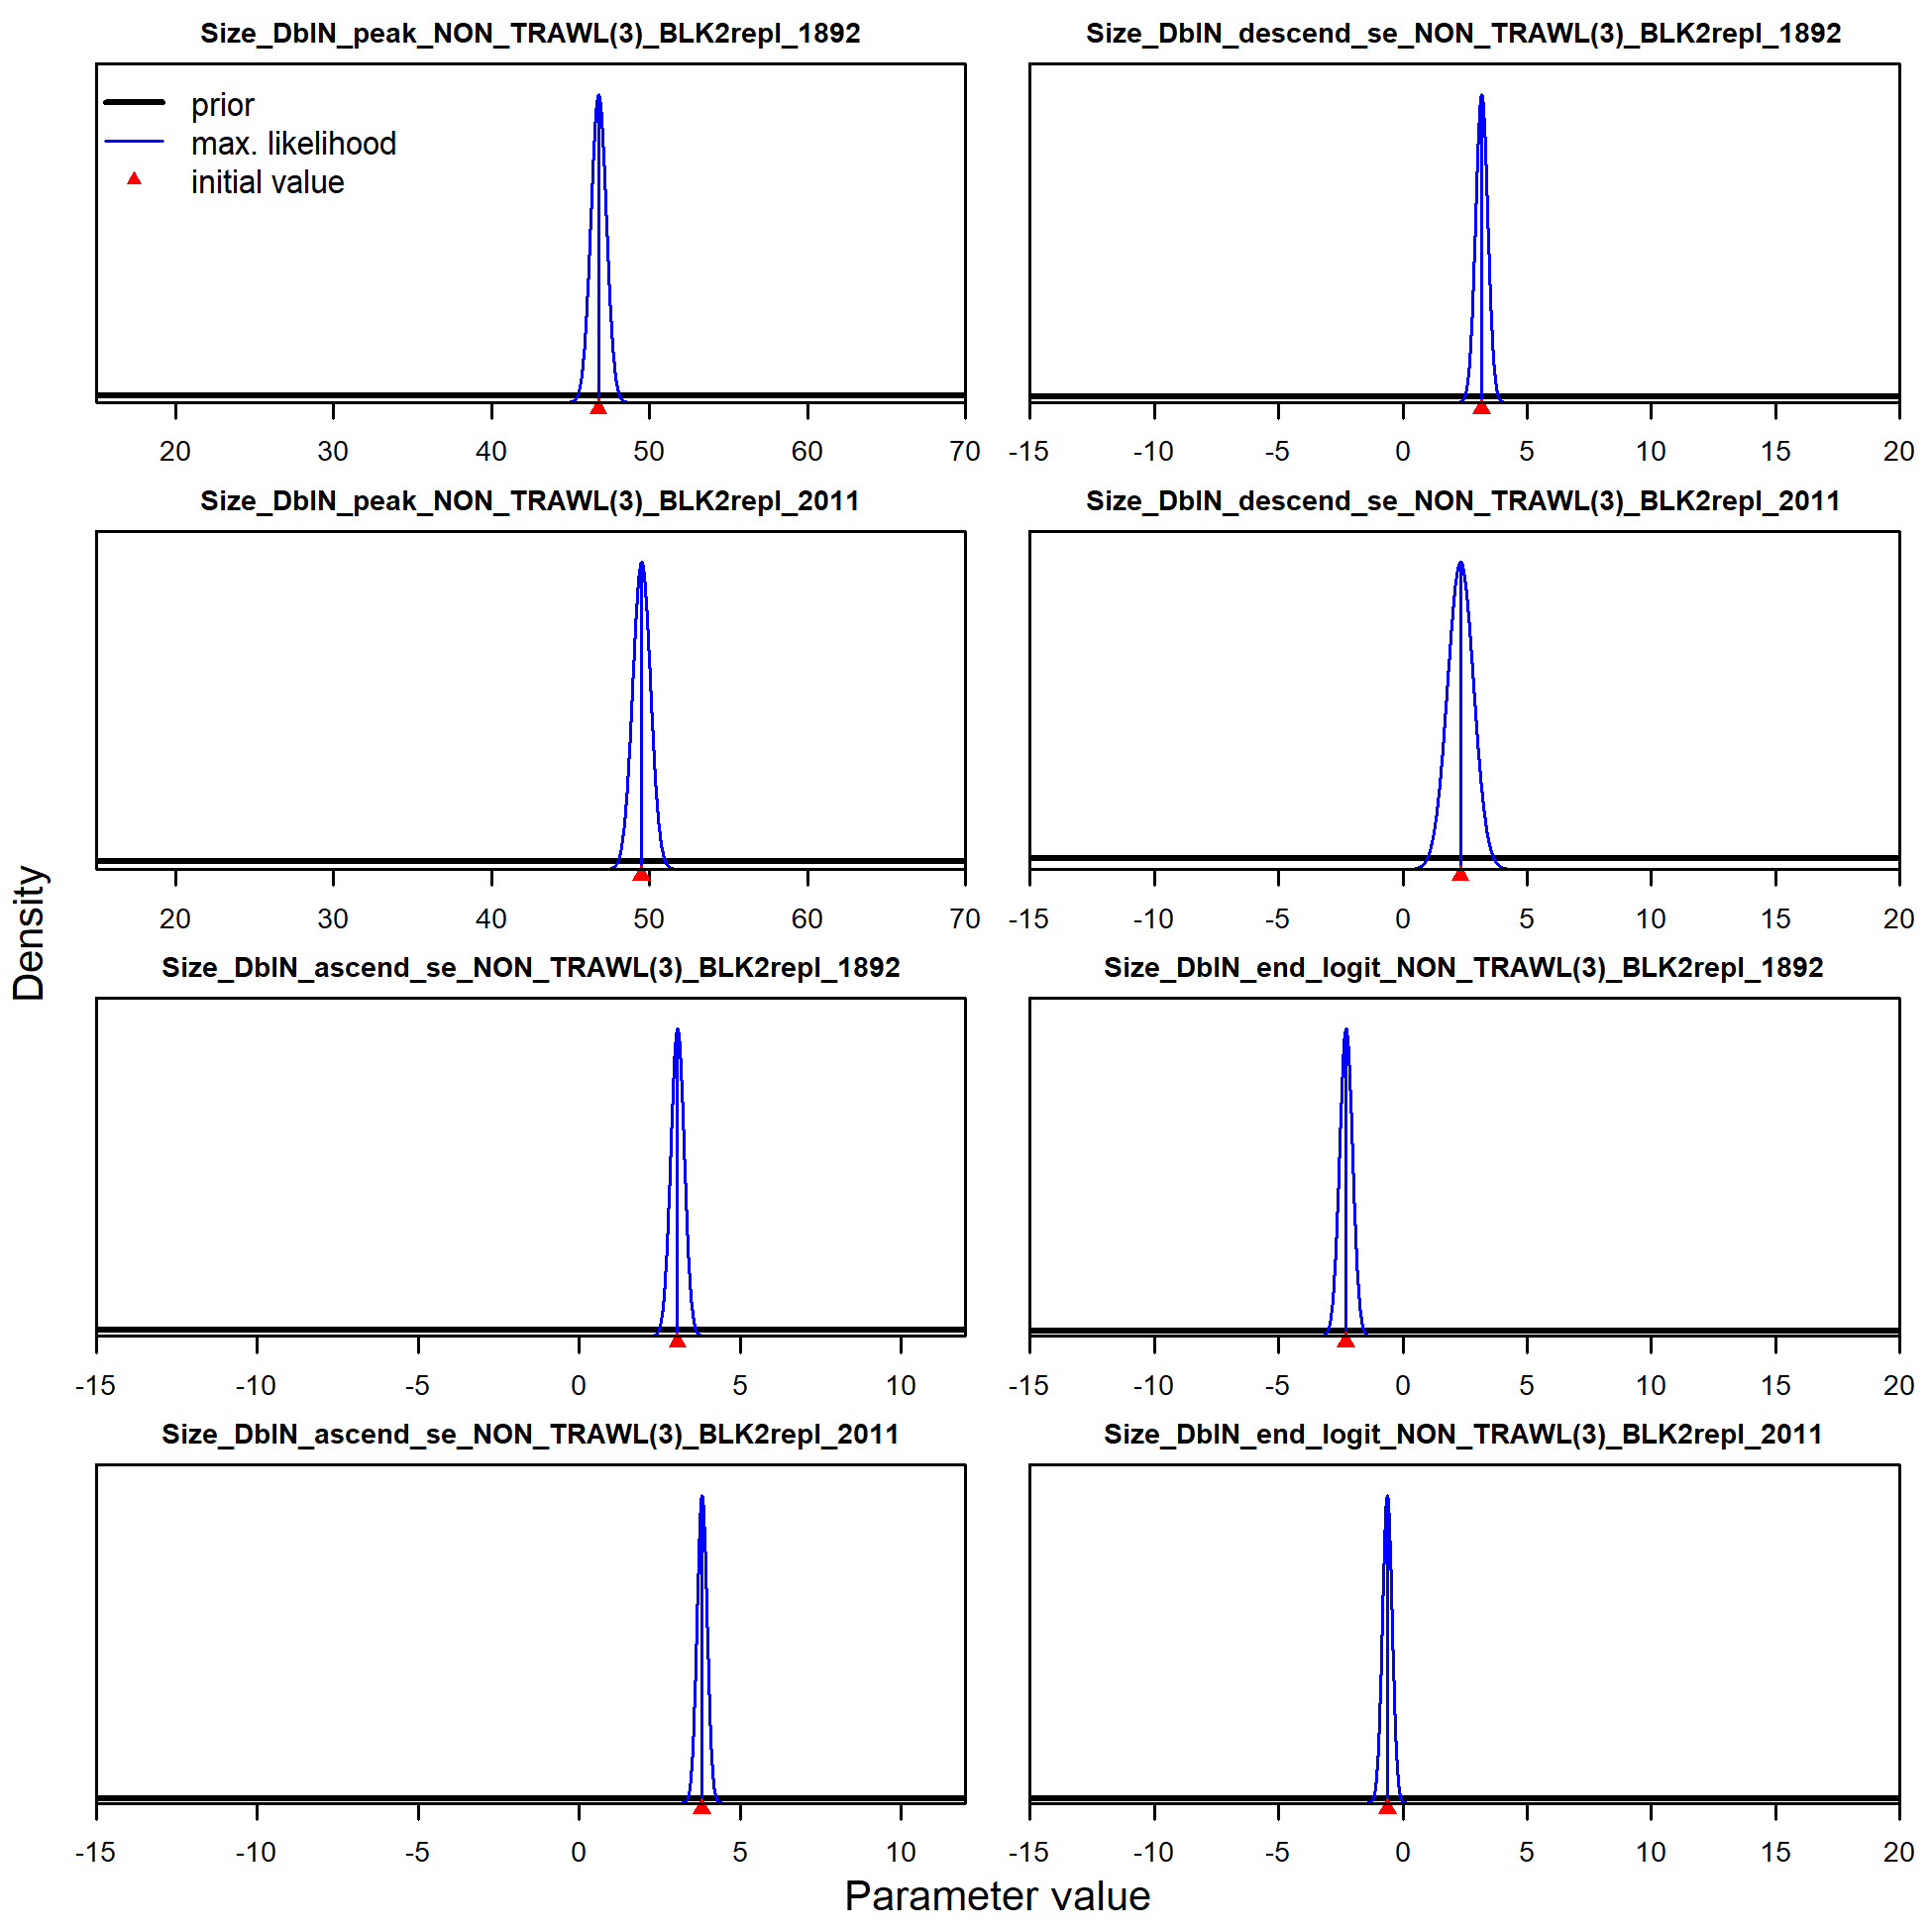 Size_DblN_peak_NON_TRAWL(3)_BLK2repl_1892
prior
max. likelihood
initial value
20 30 40 50 60 70
Size_DblN_descend_se_NON_TRAWL(3)_BLK2repl_1892
-15 -10 -5 0 5 10 15 20
Size_DblN_peak_NON_TRAWL(3)_BLK2repl_2011
20 30 40 50 60 70
Size_DblN_descend_se_NON_TRAWL(3)_BLK2repl_2011
-15 -10 -5 0 5 10 15 20
Size_DblN_ascend_se_NON_TRAWL(3)_BLK2repl_1892
-15 -10 -5 0 5 10
Size_DblN_end_logit_NON_TRAWL(3)_BLK2repl_1892
-15 -10 -5 0 5 10 15 20
Size_DblN_ascend_se_NON_TRAWL(3)_BLK2repl_2011
-15 -10 -5 0 5 10
Size_DblN_end_logit_NON_TRAWL(3)_BLK2repl_2011
-15 -10 -5 0 5 10 15 20
Density
Parameter value